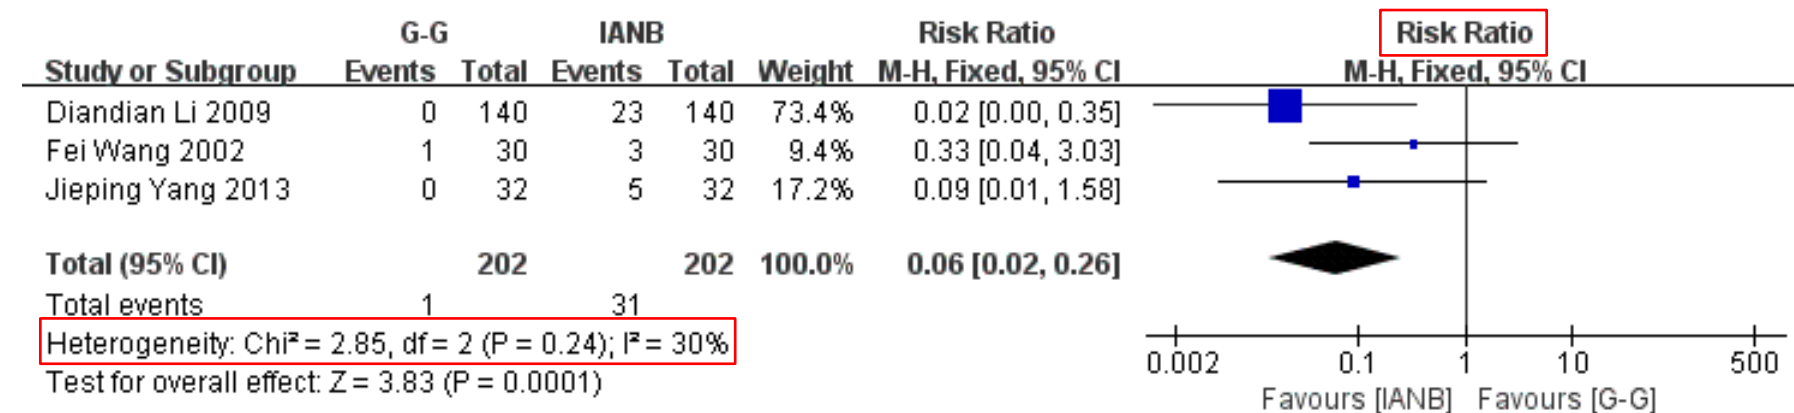 G-G IANB Risk Ratio Risk Ratio
Study or Subgroup Events Total Events Total Weight M-H, Fixed, 95% CI M-H, Fixed, 95% CI
Diandian Li 2009 0 140 23 140 73.4% 0.02 [0.00, 0.35]
Fei Wang 2002 1 30 3 30 9.4% 0.33 [0.04, 3.03]
Jieping Yang 2013 0 32 5 32 17.2% 0.09 [0.01, 1.58]
Total (95% CI) 202 202 100.0% 0.06 [0.02, 0.26]
Total events 1 31
Heterogeneity: Chi² = 2.85, df = 2 (P = 0.24); I² = 30%
Test for overall effect: Z = 3.83 (P = 0.0001)
0.002 0.1 1 10 500
Favours [IANB] Favours [G-G]